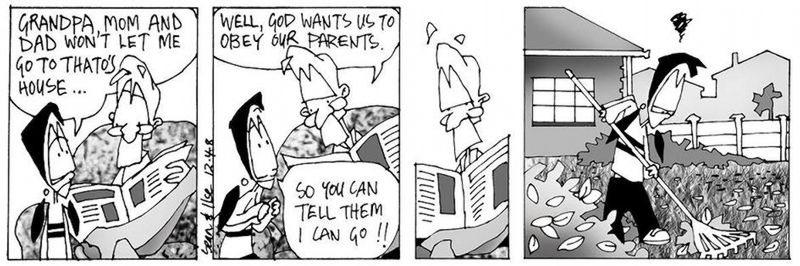 GRANDPA, MOM AND
DAD WON'T LET ME
GO TO THATO'S
HOUSE ...
WELL, GOD WANTS US TO
OBEY OUR PARENTS.
SO YOU CAN
TELL THEM
I CAN GO !!